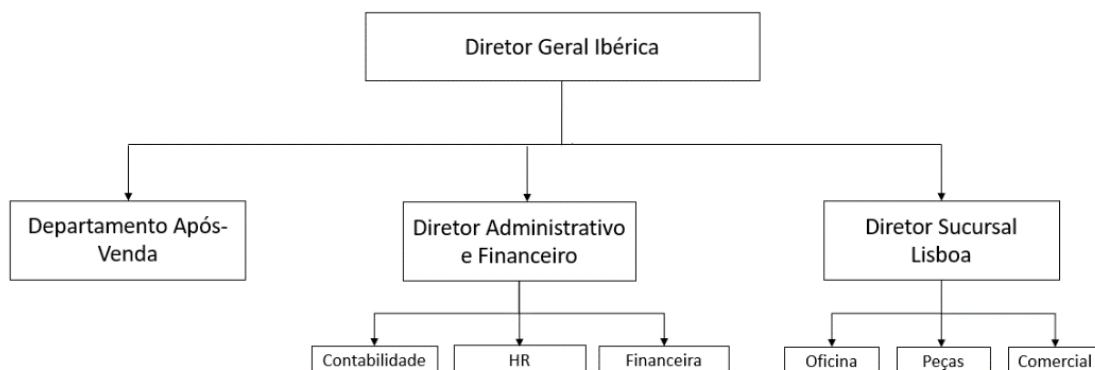 Diretor Geral Ibérica
Departamento Após-
Venda
Diretor Administrativo
e Financeiro
Diretor Sucursal
Lisboa
Contabilidade
HR
Financeira
Oficina
Peças
Comercial